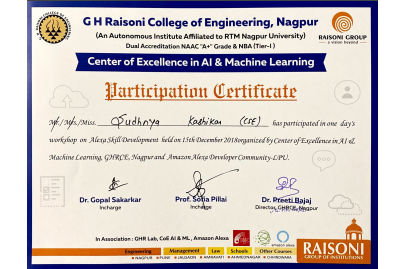 G H Raisoni College of Engineering, Nagpur
(An Autonomous Institute Affiliated to RTM Nagpur University)
Dual Accreditation NAAC "A+" Grade & NBA (Tier-I)
RAISONI GROUP
a vision beyond
Center of Excellence in AI & Machine Learning
Participation Certificate
Mr./Mrs./Miss. Sudhnya Kashikar (CSE) has participated in one day's
workshop on Alexa Skill Development held on 15th December 2018 organized by Center of Excellence in AI &
Machine Learning, GHRCE, Nagpur and Amazon Alexa Developer Community-LPU.
Dr. Gopal Sakarkar
Incharge
Prof. Sofia Pillai
Incharge
Dr. Preeti Bajaj
Director, GHRCE, Nagpur
In Association : GHR Lab, CoE AI & ML, Amazon Alexa
amazon alexa
Engineering Management Law Schools Other Courses
NAGPUR PUNE JALGAON AMRAVATI AHMEDNAGAR CHHINDWARA
RAISONI
GROUP OF INSTITUTIONS